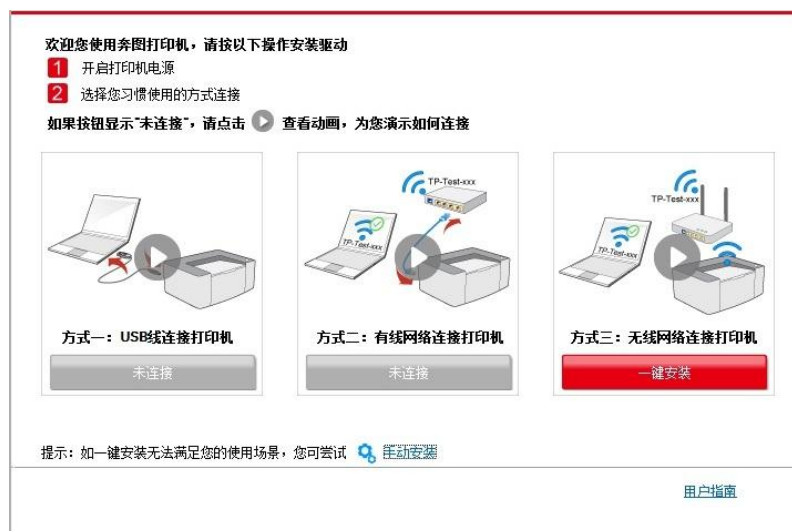 欢迎您使用奔图打印机，请按以下操作安装驱动
1 开启打印机电源
2 选择您习惯使用的方式连接
如果按钮显示"未连接"，请点击 查看动画，为您演示如何连接
TP-Test-xxx
TP-Test-xxx
TP-Test-xxx
TP-Test-xxx
方式一：USB线连接打印机
方式二：有线网络连接打印机
方式三：无线网络连接打印机
未连接
未连接
一键安装
提示：如一键安装无法满足您的使用场景，您可尝试 手动安装
用户指南